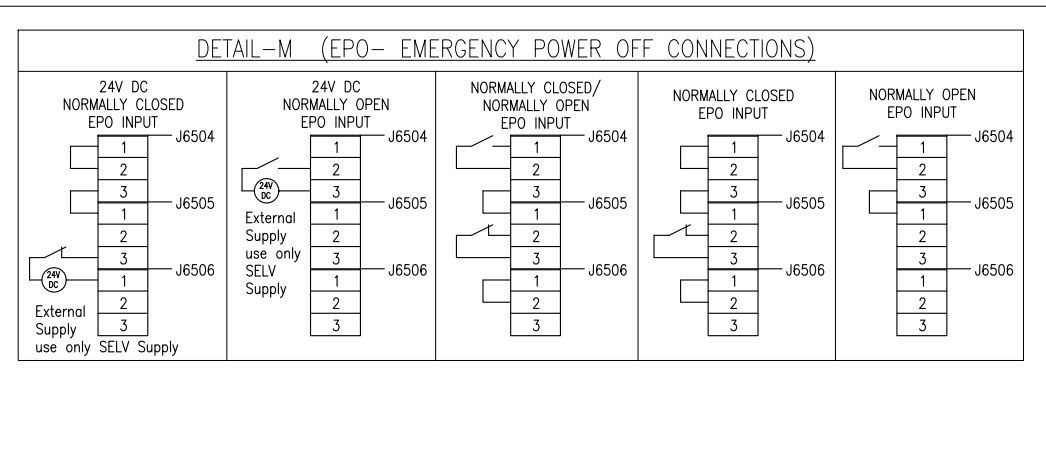 DETAIL-M (EPO- EMERGENCY POWER OFF CONNECTIONS)
24V DC
NORMALLY CLOSED
EPO INPUT
J6504
1
2
3
J6505
1
2
3
J6506
1
2
3
24V
DC
External
Supply
use only SELV Supply
24V DC
NORMALLY OPEN
EPO INPUT
J6504
1
2
3
J6505
1
2
3
J6506
1
2
3
24V
DC
External
Supply
use only
SELV
Supply
NORMALLY CLOSED/
NORMALLY OPEN
EPO INPUT
J6504
1
2
3
J6505
1
2
3
J6506
1
2
3
NORMALLY CLOSED
EPO INPUT
J6504
1
2
3
J6505
1
2
3
J6506
1
2
3
NORMALLY OPEN
EPO INPUT
J6504
1
2
3
J6505
1
2
3
J6506
1
2
3